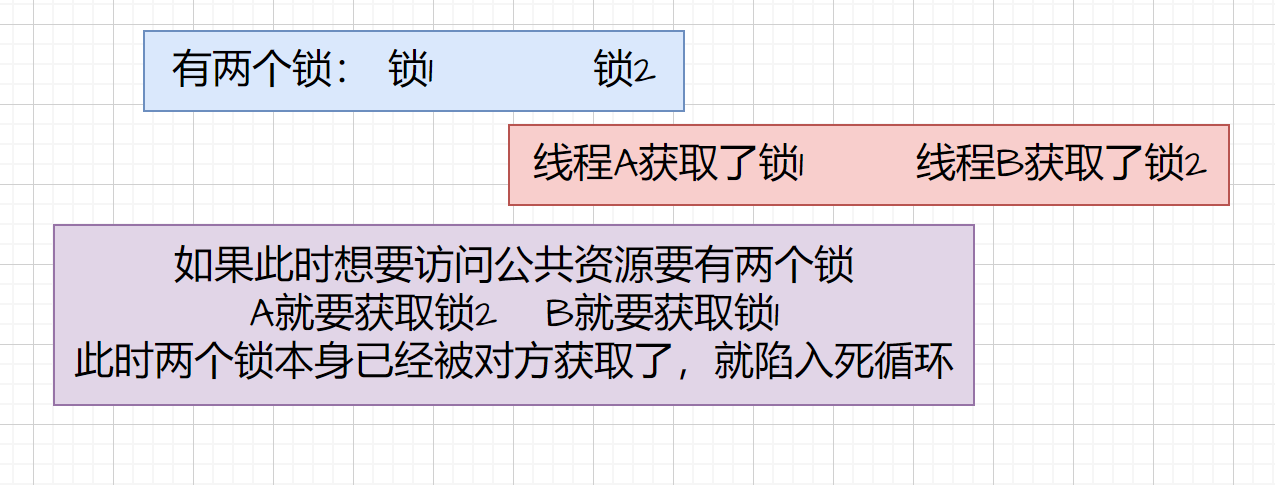 有两个锁： 锁1 锁2
线程A获取了锁1 线程B获取了锁2
如果此时想要访问公共资源要有两个锁
A就要获取锁2 B就要获取锁1
此时两个锁本身已经被对方获取了，就陷入死循环